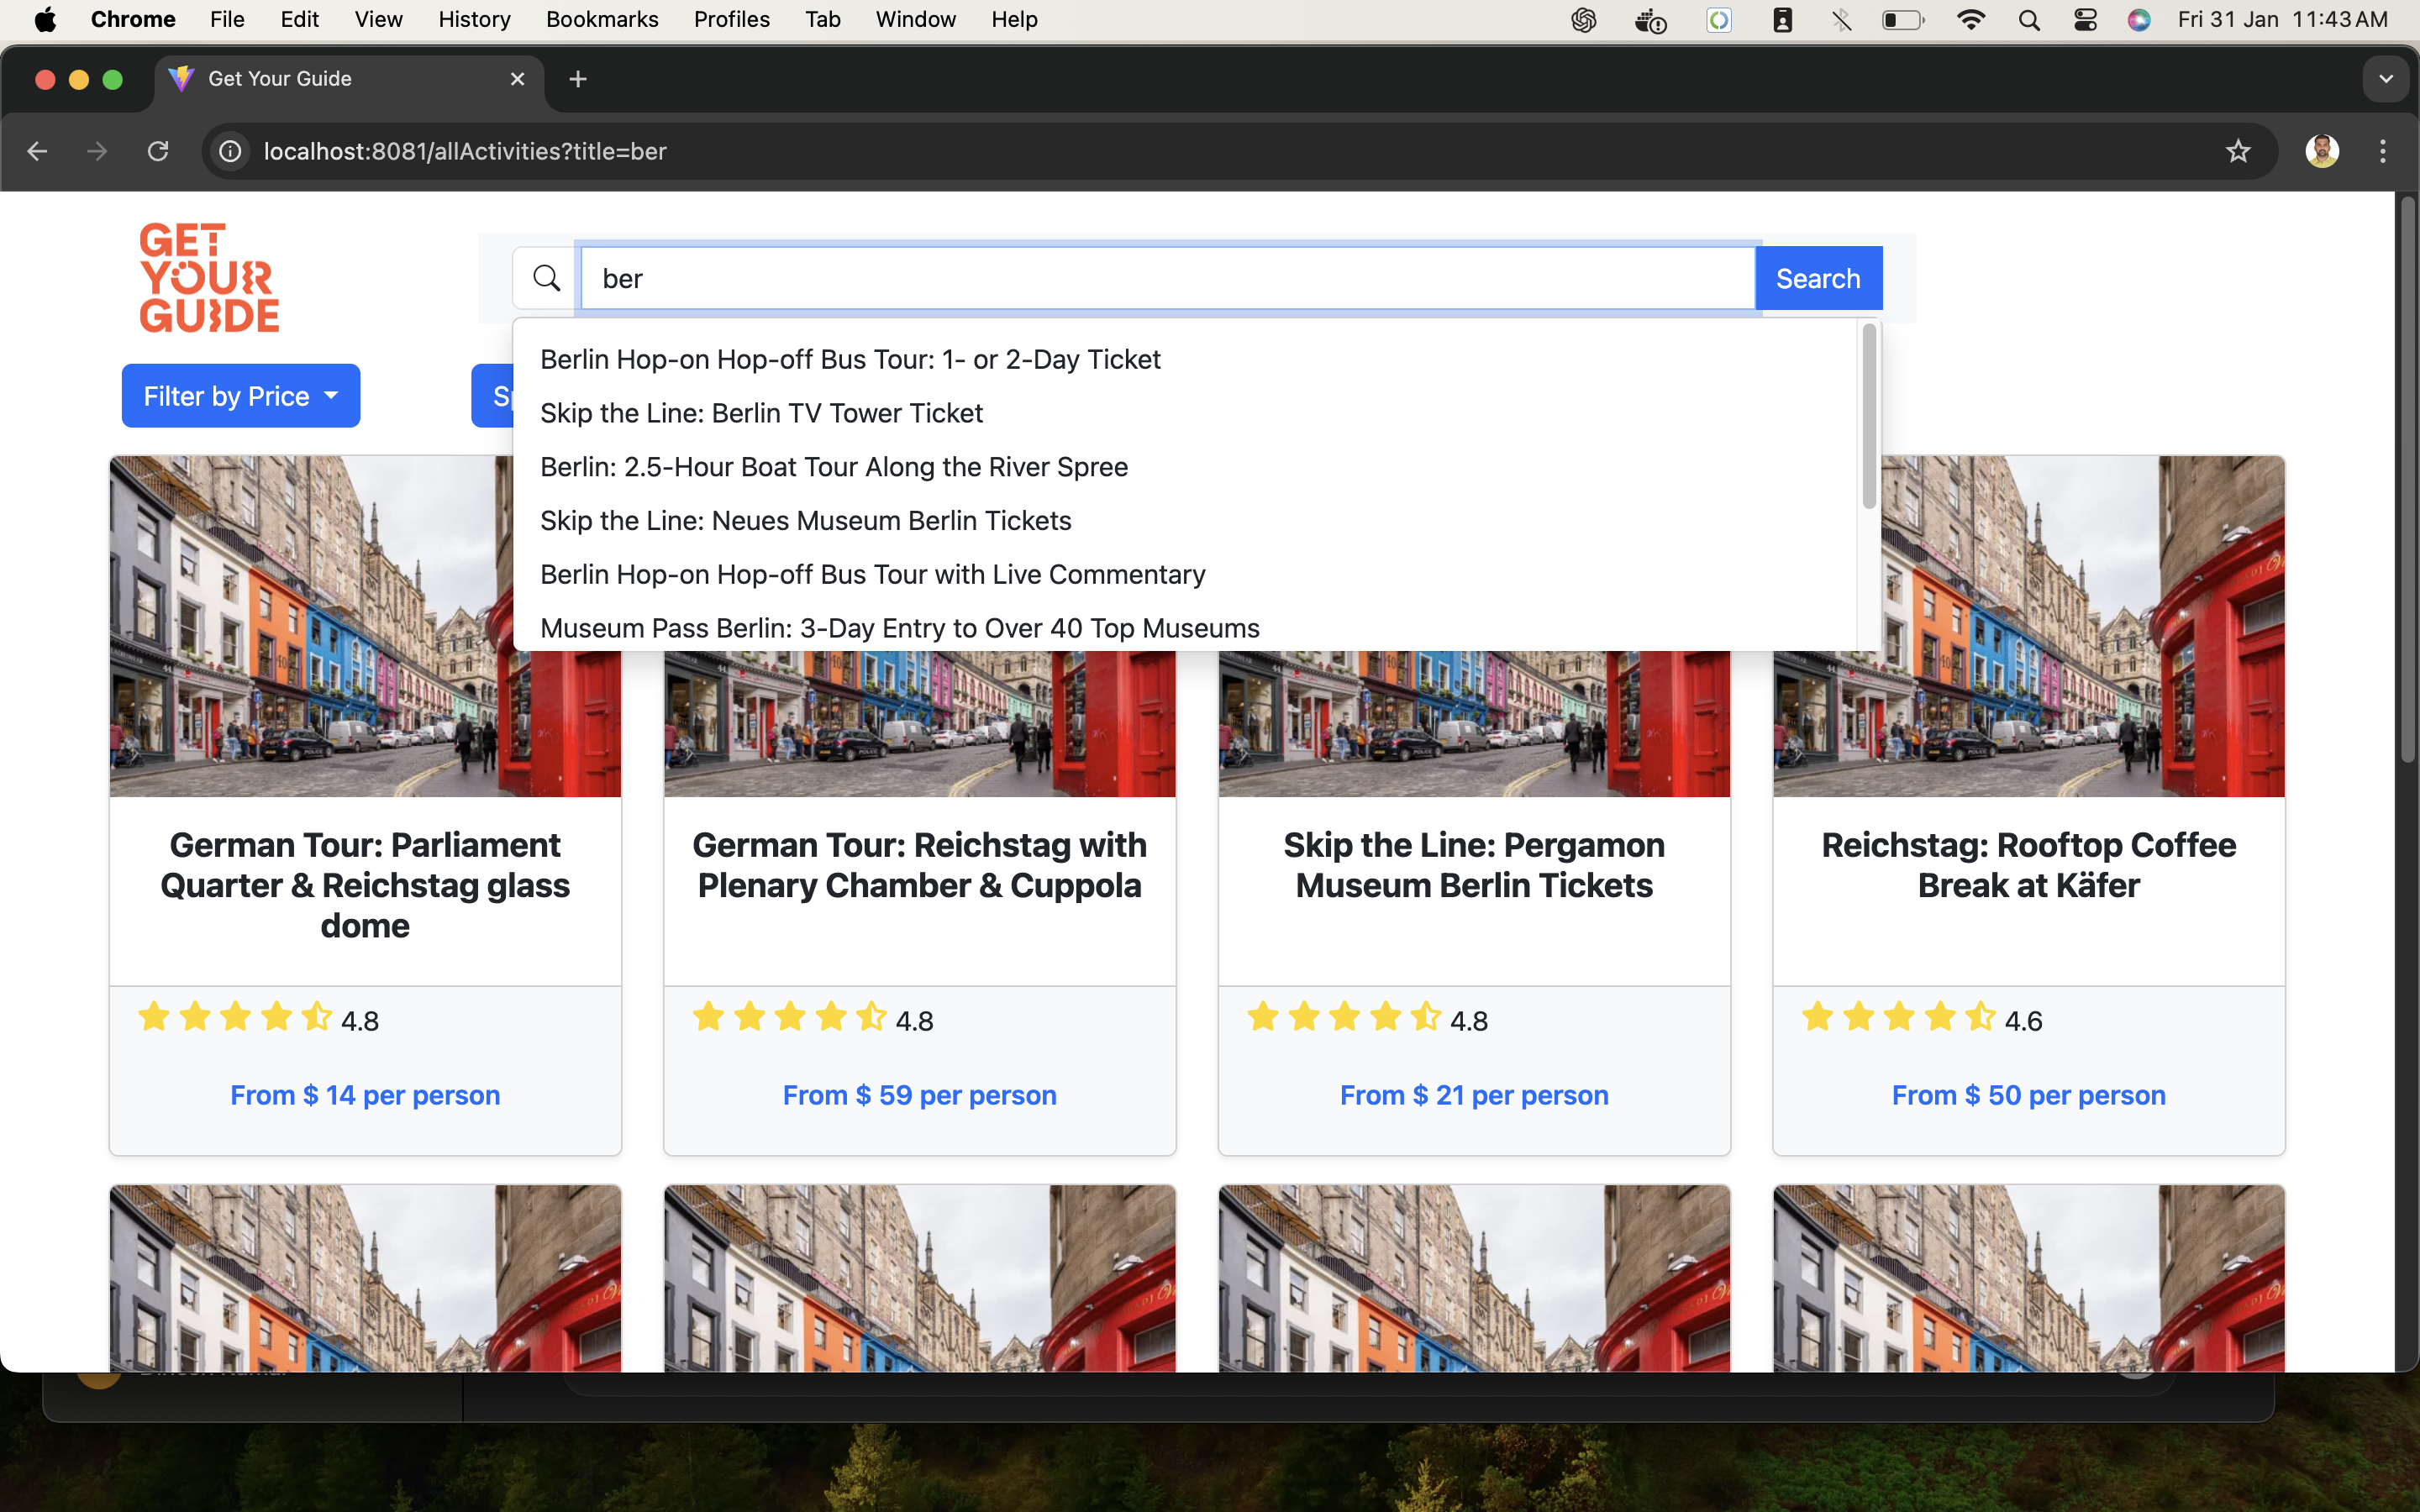 Chrome File Edit View History Bookmarks Profiles Tab Window Help Fri 31 Jan 11:43 AM
Get Your Guide
localhost:8081/allActivities?title=ber
GET
YOUR
GUIDE
ber
Search
Filter by Price
Berlin Hop-on Hop-off Bus Tour: 1- or 2-Day Ticket
Skip the Line: Berlin TV Tower Ticket
Berlin: 2.5-Hour Boat Tour Along the River Spree
Skip the Line: Neues Museum Berlin Tickets
Berlin Hop-on Hop-off Bus Tour with Live Commentary
Museum Pass Berlin: 3-Day Entry to Over 40 Top Museums
German Tour: Parliament
Quarter & Reichstag glass
dome
4.8
From $ 14 per person
German Tour: Reichstag with
Plenary Chamber & Cuppola
4.8
From $ 59 per person
Skip the Line: Pergamon
Museum Berlin Tickets
4.8
From $ 21 per person
Reichstag: Rooftop Coffee
Break at Käfer
4.6
From $ 50 per person